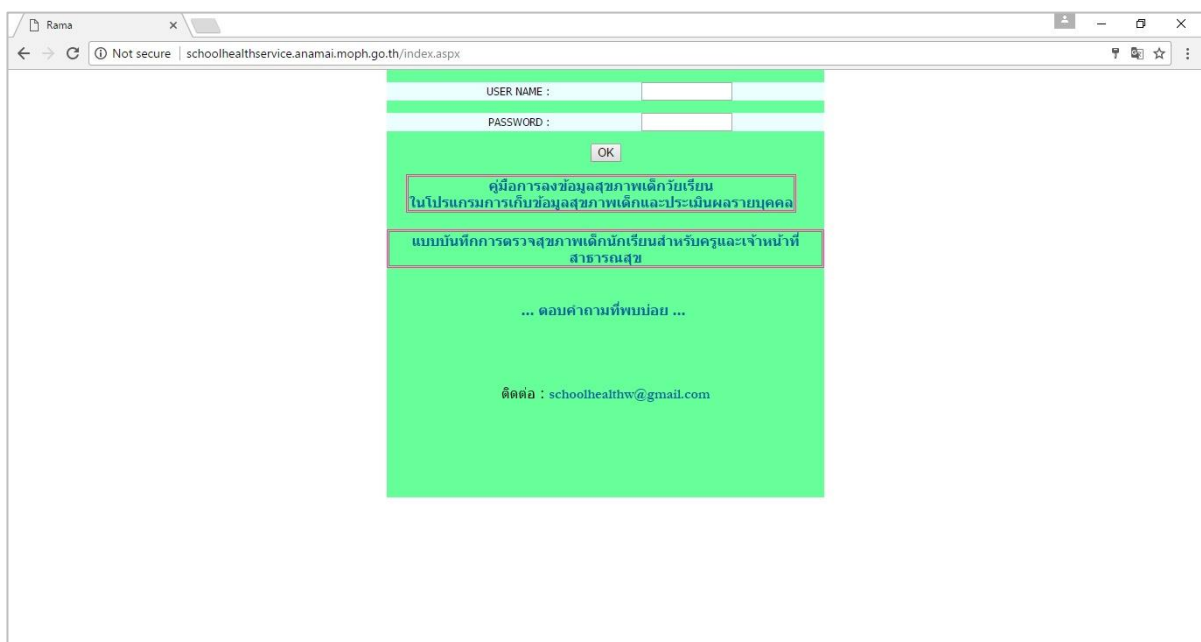 Rama
Not secure | schoolhealthservice.anamai.moph.go.th/index.aspx
USER NAME :
PASSWORD :
OK
คู่มือการลงข้อมูลสุขภาพเด็กวัยเรียน
ในโปรแกรมการเก็บข้อมูลสุขภาพเด็กและประเมินผลรายบุคคล
แบบบันทึกการตรวจสุขภาพเด็กนักเรียนสำหรับครูและเจ้าหน้าที่
สาธารณสุข
... ตอบคำถามที่พบบ่อย ...
ติดต่อ : schoolhealthw@gmail.com